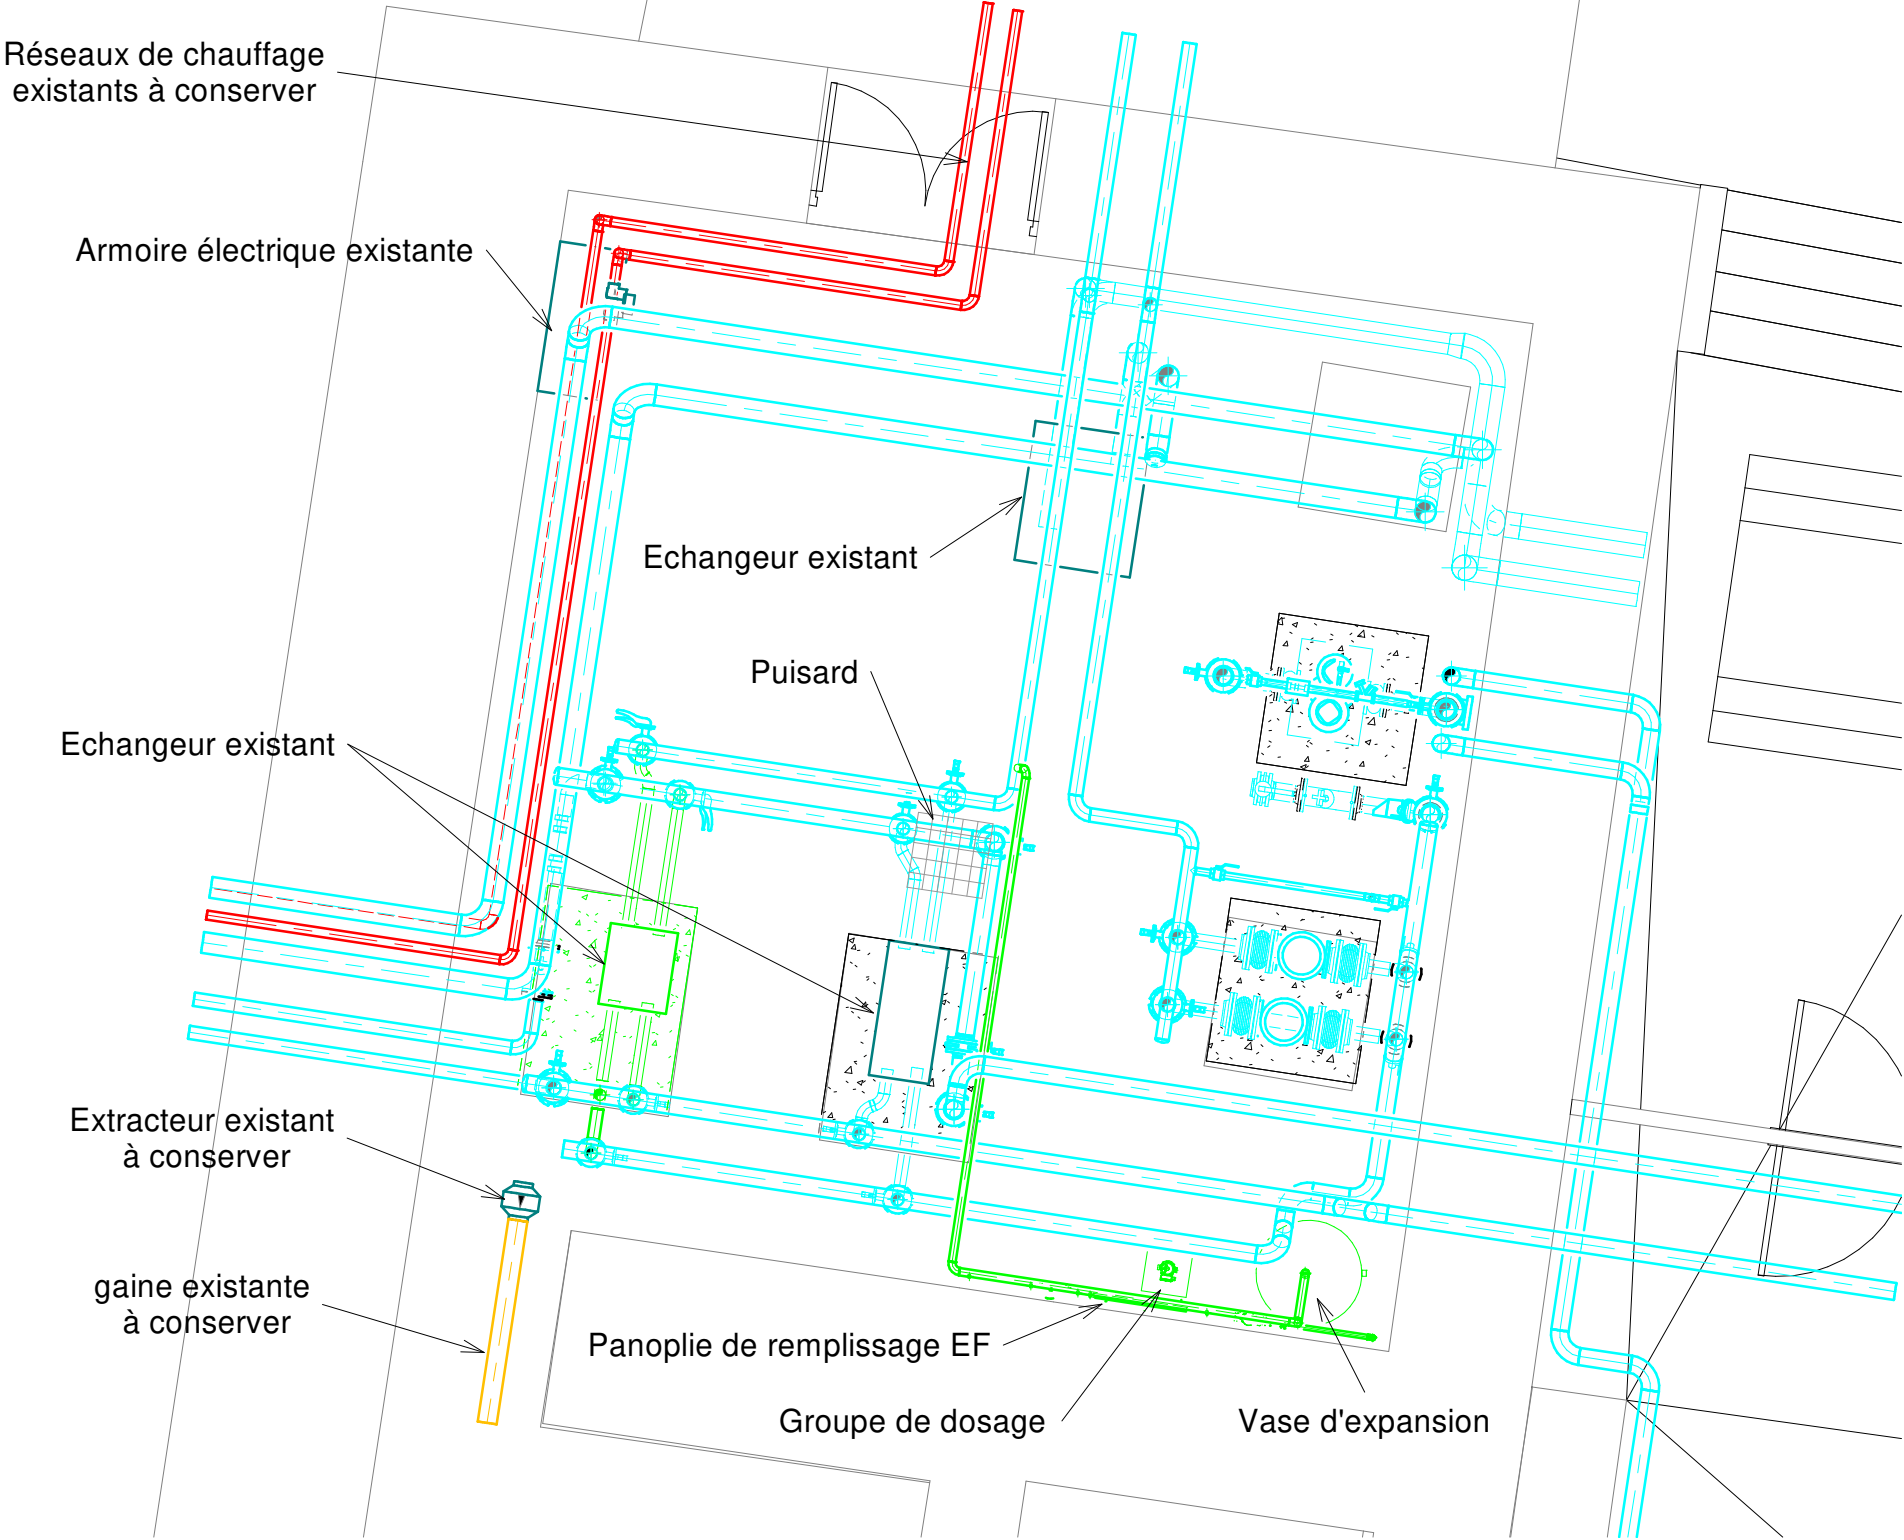 Réseaux de chauffage
existants à conserver
Armoire électrique existante
Echangeur existant
Puisard
Echangeur existant
Extracteur existant
à conserver
gaine existante
à conserver
Panoplie de remplissage EF
Groupe de dosage
Vase d'expansion